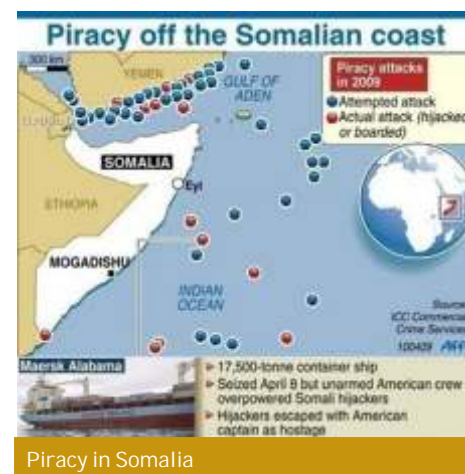 Piracy off the Somalian coast
300 km
YEMEN
GULF OF
ADEN
Piracy attacks
in 2009
Attempted attack
Actual attack (hijacked
or boarded)
DJIBOUTI
SOMALIA
Eyl
ETHIOPIA
MOGADISHU
INDIAN
OCEAN
Source:
ICC Commercial
Crime Services
100409 AFP
Maersk Alabama
17,500-tonne container ship
Seized April 8 but unarmed American crew
overpowered Somali hijackers
Hijackers escaped with American
captain as hostage
Piracy in Somalia